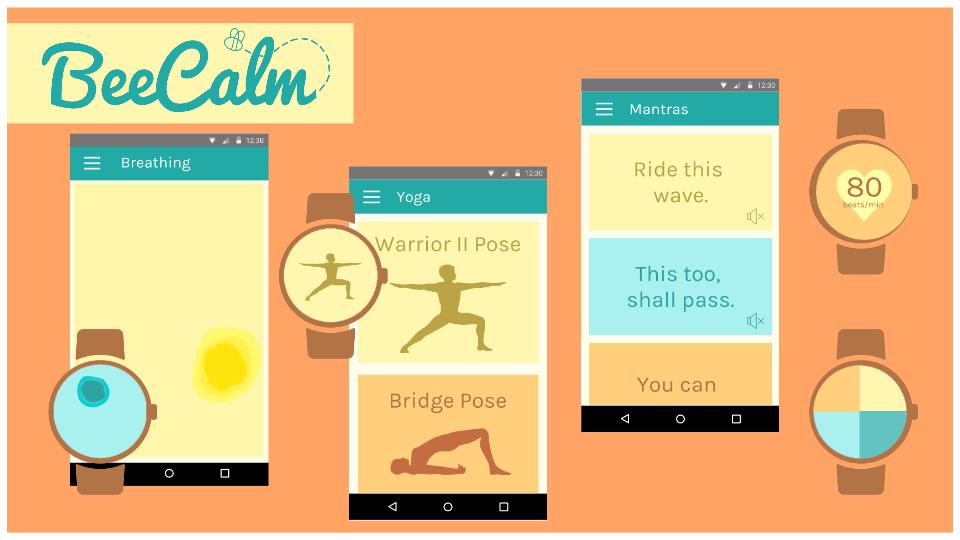 BeeCalm
12:30
Breathing
12:30
Yoga
Warrior II Pose
Bridge Pose
12:30
Mantras
Ride this
wave.
This too,
shall pass.
You can
80
beats/min